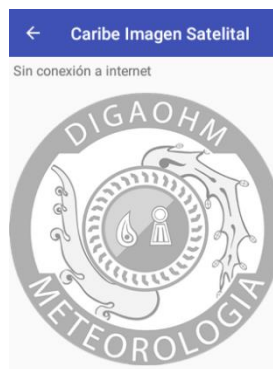 Caribe Imagen Satelital
Sin conexión a internet
DIGAOHM
METEOROLOGIA